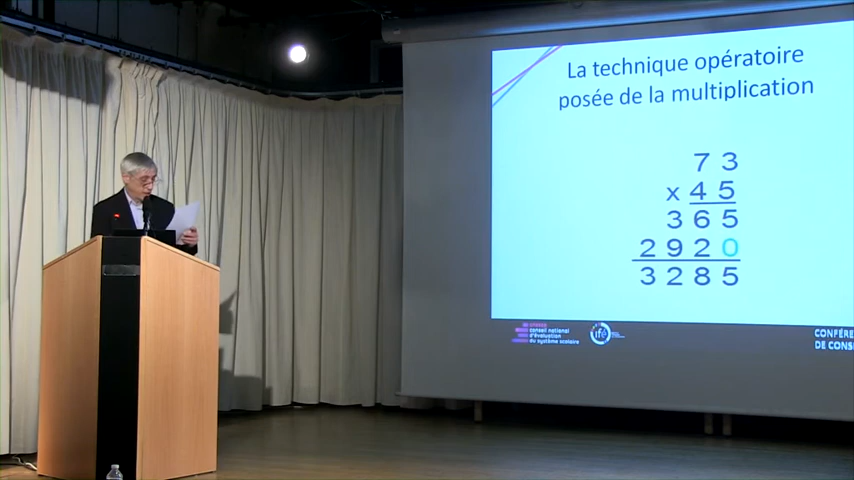 La technique opératoire
posée de la multiplication
7 3
x 4 5
3 6 5
2 9 2 0
3 2 8 5
conseil national
d'évaluation
du système scolaire
ifé
CONFÉRE
DE CONS